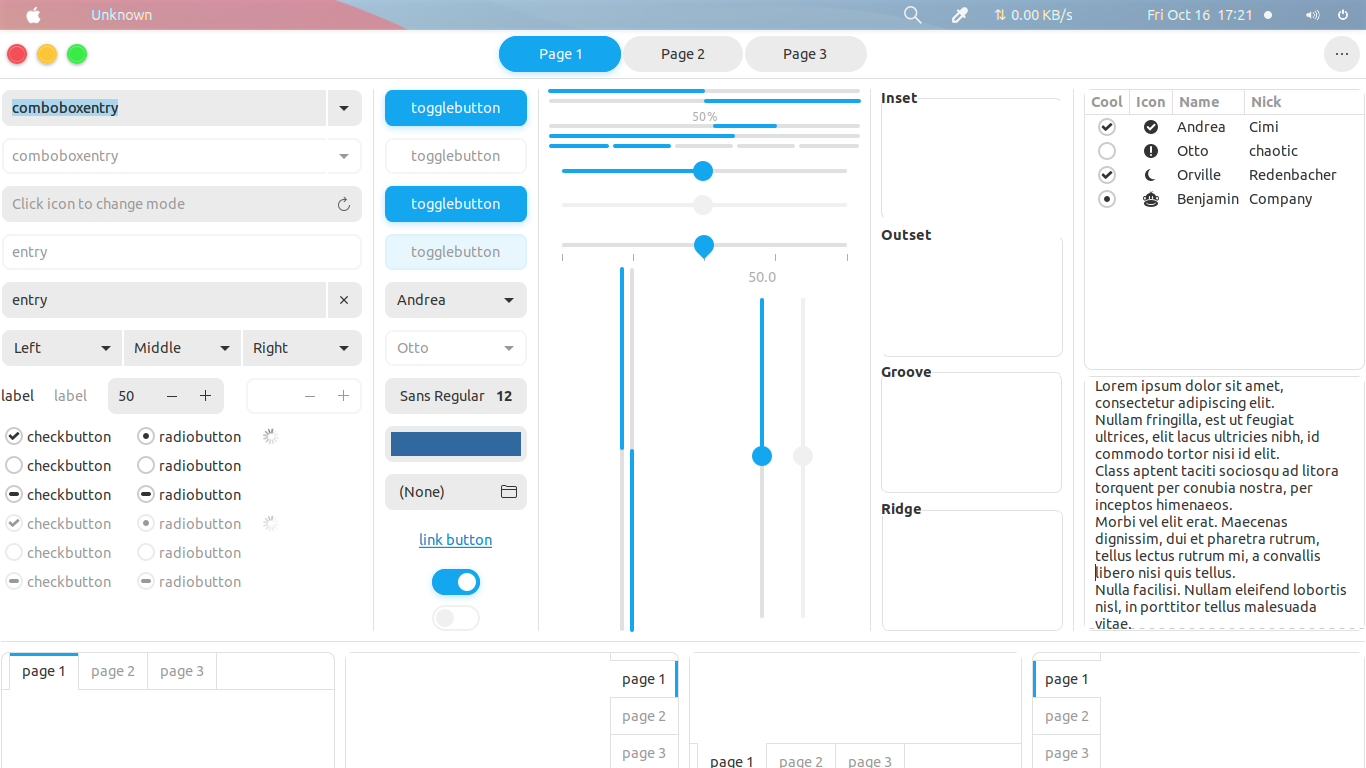 Unknown
0.00 KB/s
Fri Oct 16 17:21
Page 1
Page 2
Page 3
comboboxentry
comboboxentry
Click icon to change mode
entry
entry
Left
Middle
Right
label
label
50
checkbutton
radiobutton
checkbutton
radiobutton
checkbutton
radiobutton
checkbutton
radiobutton
checkbutton
radiobutton
checkbutton
radiobutton
togglebutton
togglebutton
togglebutton
togglebutton
Andrea
Otto
Sans Regular 12
(None)
link button
50%
50.0
Inset
Outset
Groove
Ridge
Cool Icon Name Nick
Andrea Cimi
Otto chaotic
Orville Redenbacher
Benjamin Company
Lorem ipsum dolor sit amet,
consectetur adipiscing elit.
Nullam fringilla, est ut feugiat
ultrices, elit lacus ultricies nibh, id
commodo tortor nisi id elit.
Class aptent taciti sociosqu ad litora
torquent per conubia nostra, per
inceptos himenaeos.
Morbi vel elit erat. Maecenas
dignissim, dui et pharetra rutrum,
tellus lectus rutrum mi, a convallis
libero nisi quis tellus.
Nulla facilisi. Nullam eleifend lobortis
nisl, in porttitor tellus malesuada
vitae.
page 1
page 2
page 3
page 1
page 2
page 3
page 1
page 2
page 3
page 1
page 2
page 3